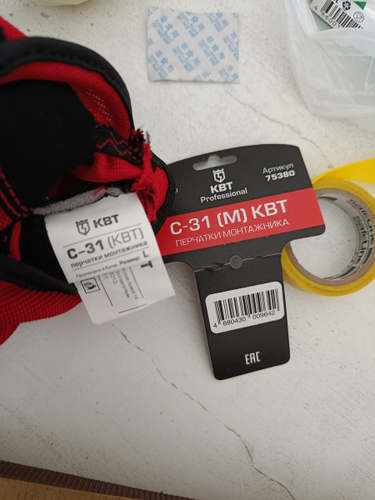 КВТ
Professional
Артикул
75380
С-31 (М) КВТ
ПЕРЧАТКИ МОНТАЖНИКА
4 680430 009642
EAC
КВТ
С-31 (КВТ)
перчатки монтажника
Размер: L